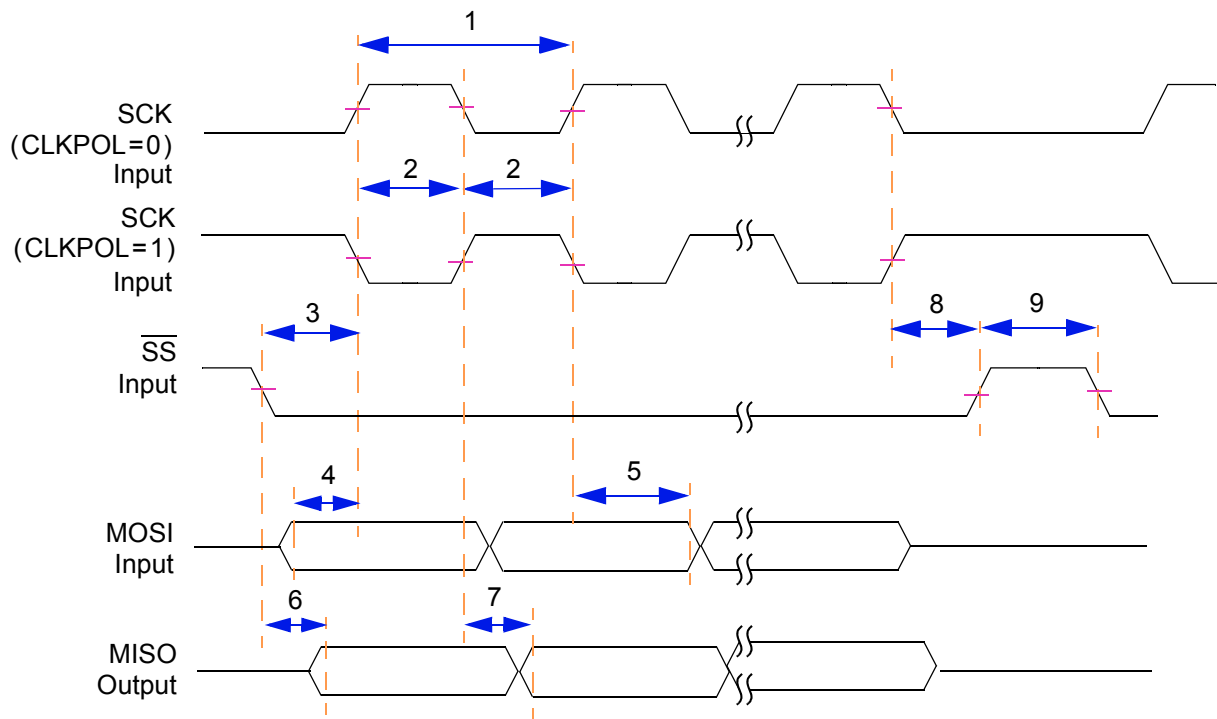 1
SCK
(CLKPOL=0)
Input
2
2
SCK
(CLKPOL=1)
Input
3
8
9
SS
Input
4
5
MOSI
Input
6
7
MISO
Output